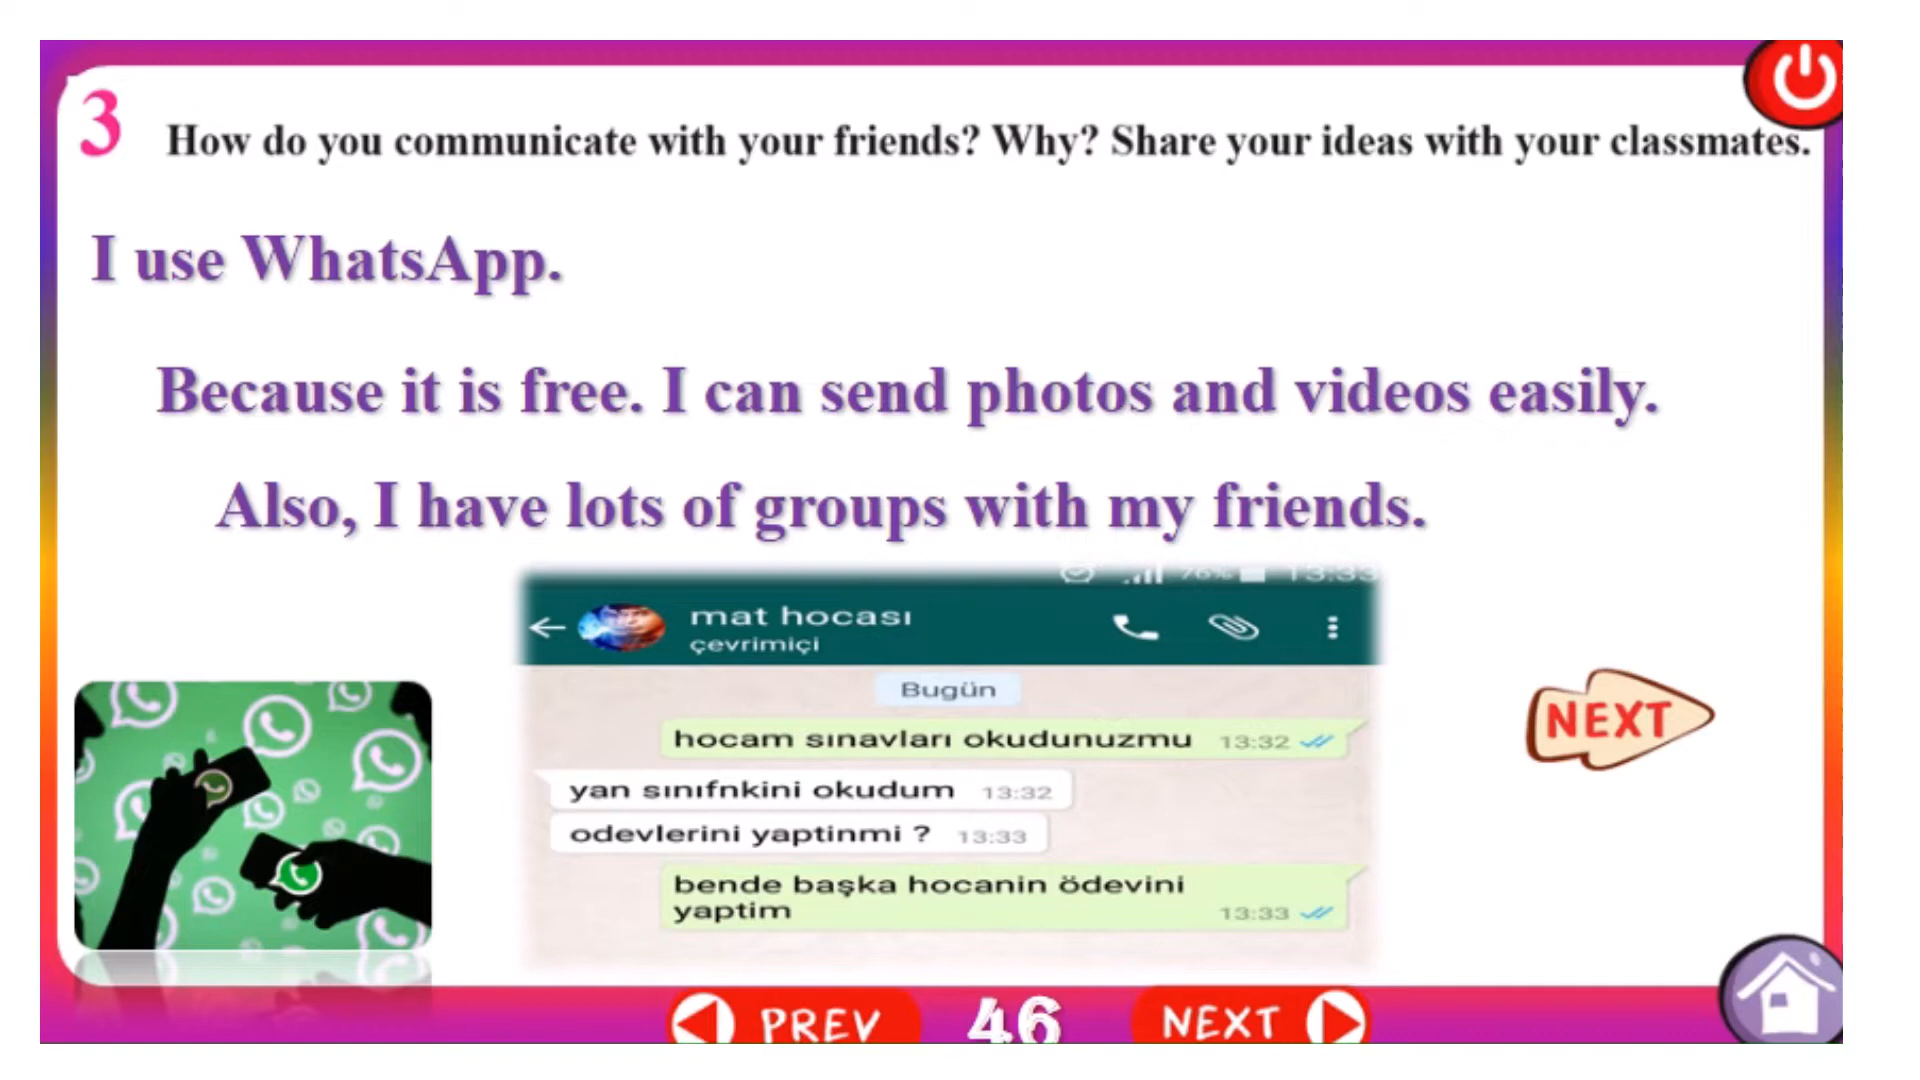 3
How do you communicate with your friends? Why? Share your ideas with your classmates.
I use WhatsApp.
Because it is free. I can send photos and videos easily.
Also, I have lots of groups with my friends.
76% 13:33
mat hocası
çevrimiçi
Bugün
hocam sınavları okudunuzmu 13:32
yan sınıfnkini okudum 13:32
odevlerini yaptinmi ? 13:33
bende başka hocanin ödevini
yaptim 13:33
NEXT
PREV 46 NEXT